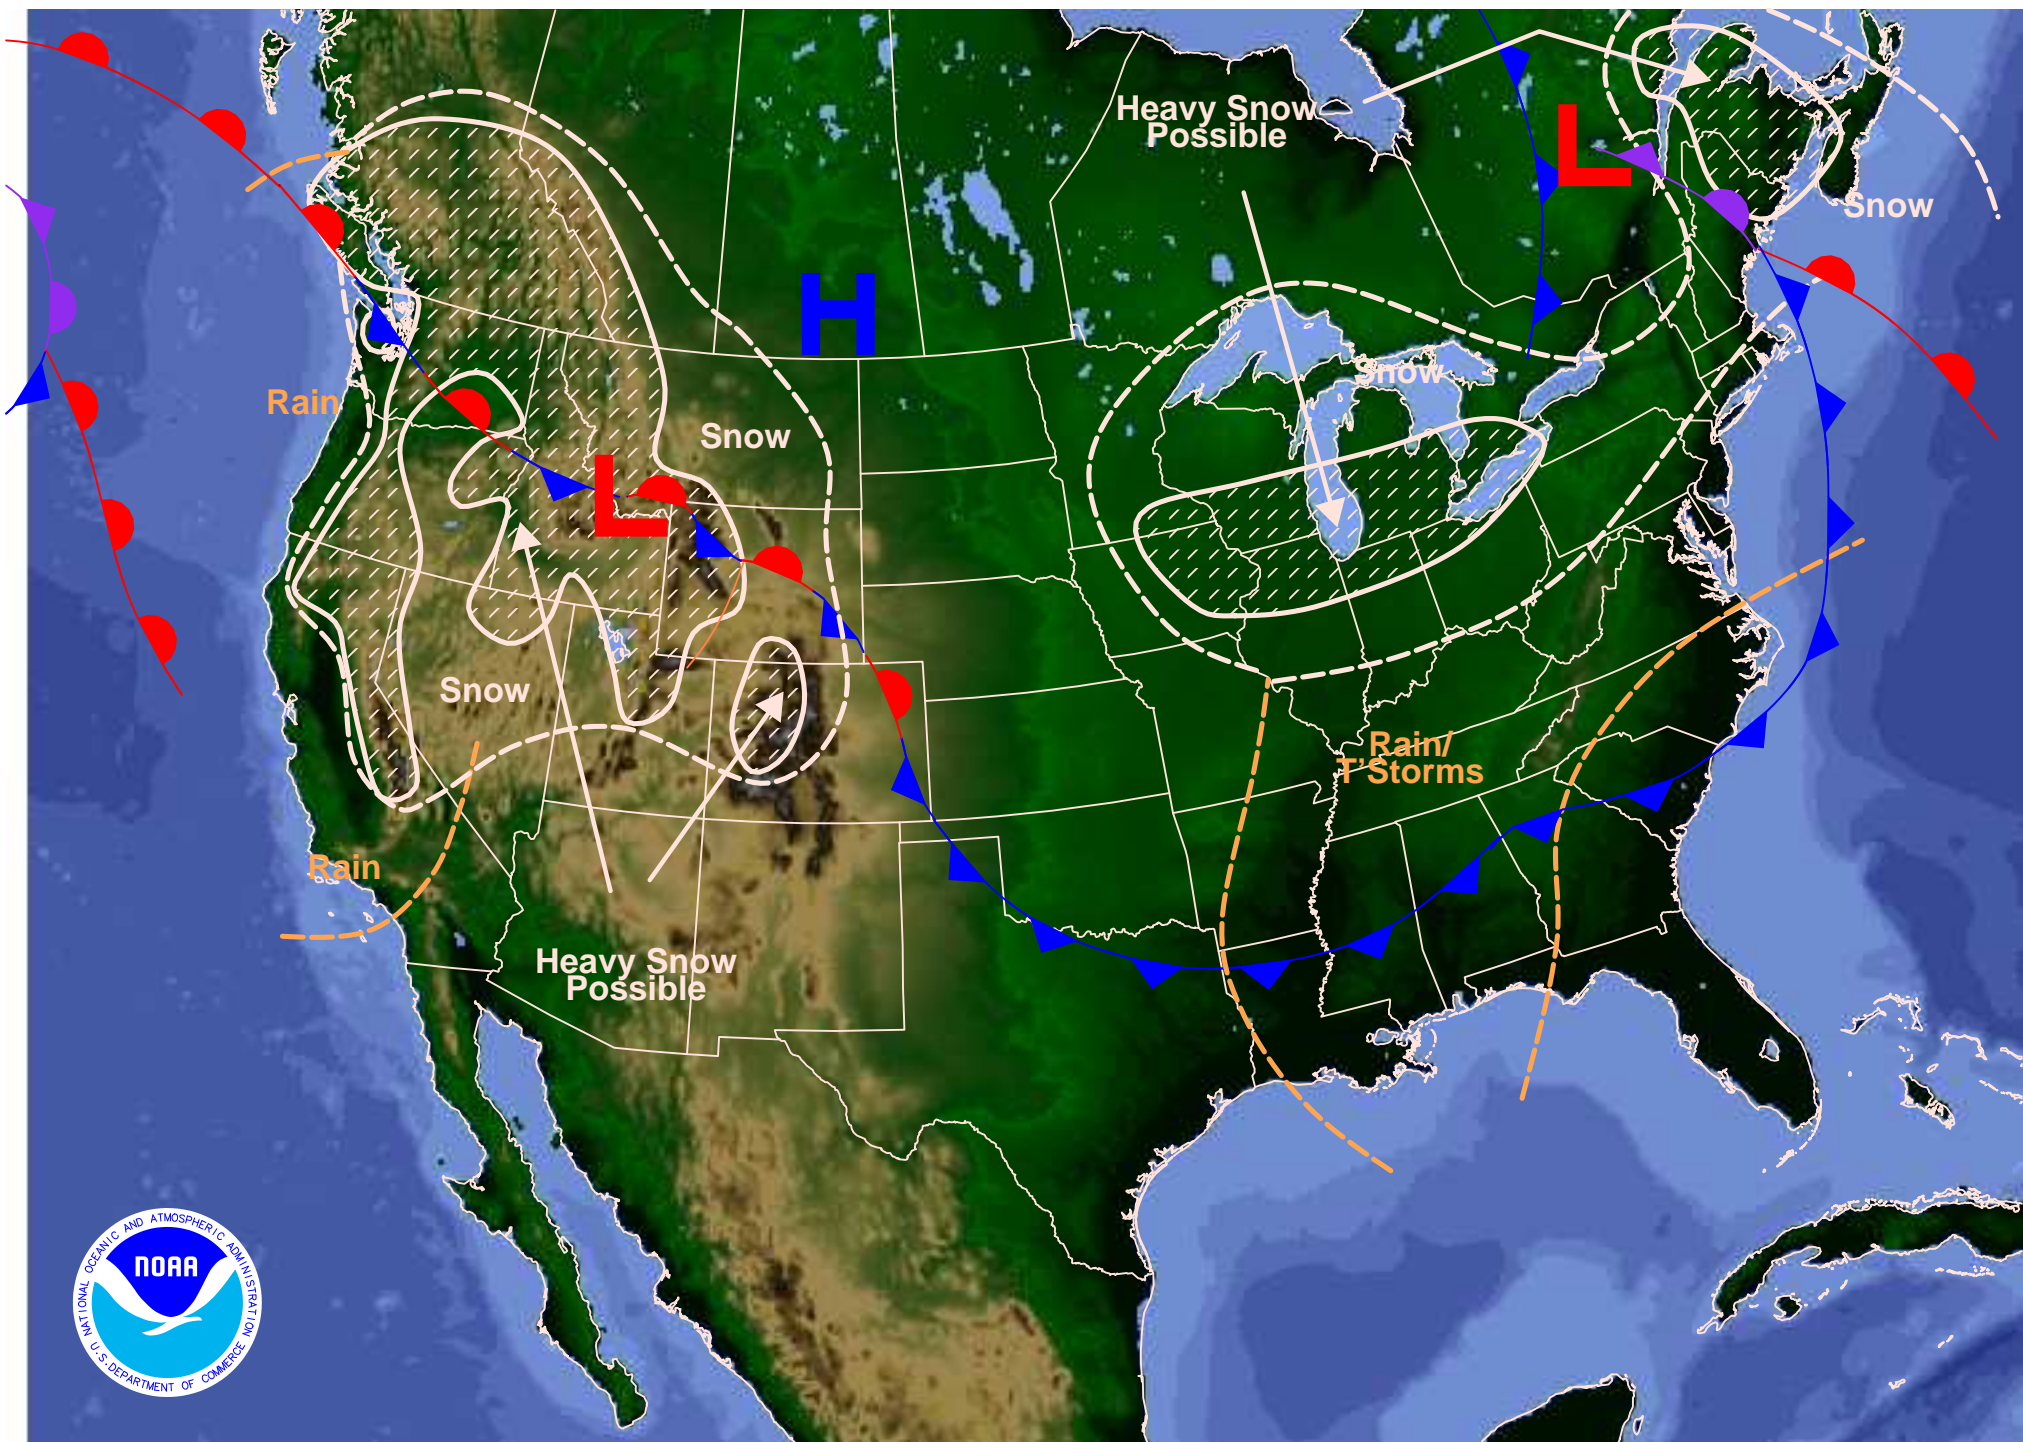 Heavy Snow
Possible
L
Snow
H
Snow
Rain
Snow
L
Snow
Rain/
T'Storms
Rain
Heavy Snow
Possible
NATIONAL OCEANIC AND ATMOSPHERIC ADMINISTRATION
NOAA
U.S. DEPARTMENT OF COMMERCE